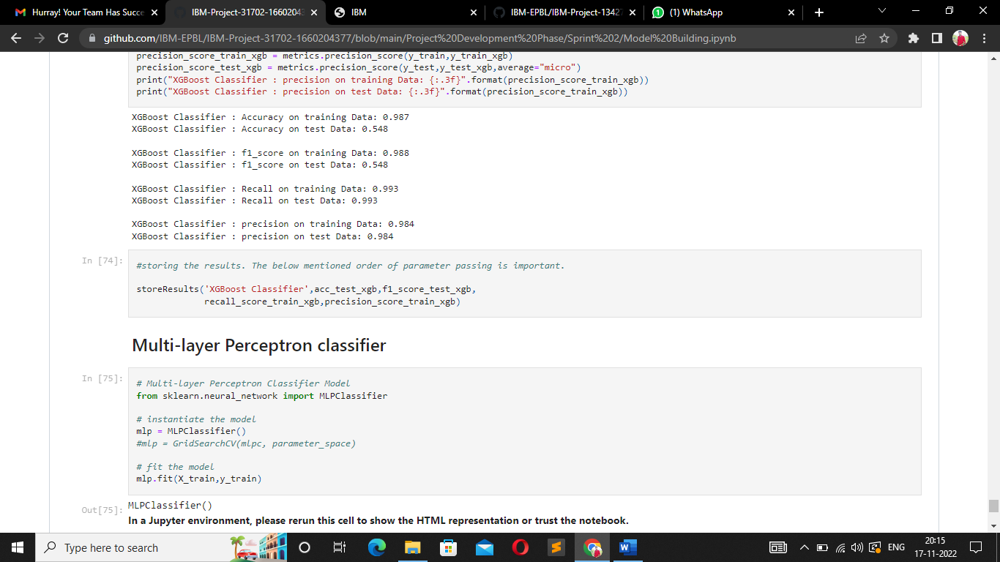 Hurray! Your Team Has Succe
IBM-Project-31702-16602043
IBM
IBM-EPBL/IBM-Project-13427
(1) WhatsApp
github.com/IBM-EPBL/IBM-Project-31702-1660204377/blob/main/Project%20Development%20Phase/Sprint%202/Model%20Building.ipynb
precision_score_train_xgb = metrics.precision_score(y_train,y_train_xgb)
precision_score_test_xgb = metrics.precision_score(y_test,y_test_xgb,average="micro")
print("XGBoost Classifier : precision on training Data: {:.3f}".format(precision_score_train_xgb))
print("XGBoost Classifier : precision on test Data: {:.3f}".format(precision_score_train_xgb))
XGBoost Classifier : Accuracy on training Data: 0.987
XGBoost Classifier : Accuracy on test Data: 0.548
XGBoost Classifier : f1_score on training Data: 0.988
XGBoost Classifier : f1_score on test Data: 0.548
XGBoost Classifier : Recall on training Data: 0.993
XGBoost Classifier : Recall on test Data: 0.993
XGBoost Classifier : precision on training Data: 0.984
XGBoost Classifier : precision on test Data: 0.984
In [74]:
#storing the results. The below mentioned order of parameter passing is important.
storeResults('XGBoost Classifier',acc_test_xgb,f1_score_test_xgb,
recall_score_train_xgb,precision_score_train_xgb)
Multi-layer Perceptron classifier
In [75]:
# Multi-layer Perceptron Classifier Model
from sklearn.neural_network import MLPClassifier
# instantiate the model
mlp = MLPClassifier()
#mlp = GridSearchCV(mlpc, parameter_space)
# fit the model
mlp.fit(X_train,y_train)
Out[75]:
MLPClassifier()
In a Jupyter environment, please rerun this cell to show the HTML representation or trust the notebook.
Type here to search
ENG
20:15
17-11-2022